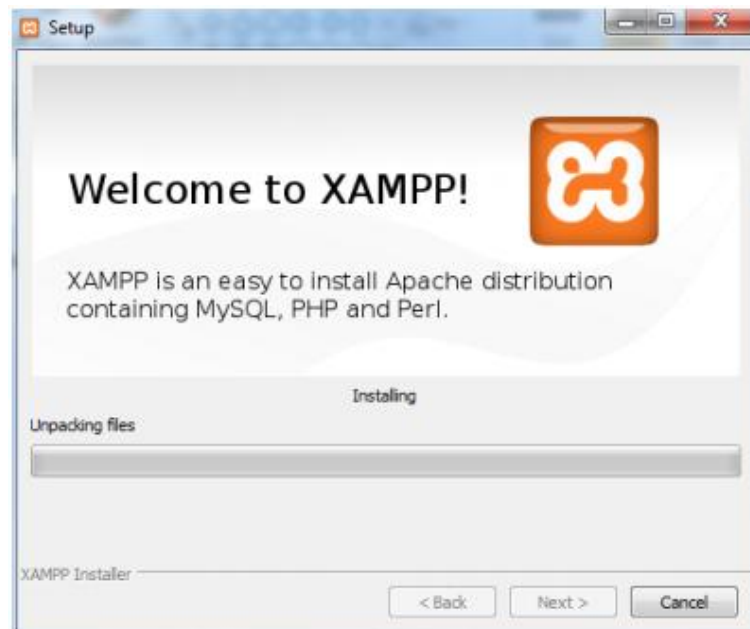 Setup
Welcome to XAMPP!
XAMPP is an easy to install Apache distribution
containing MySQL, PHP and Perl.
Installing
Unpacking files
XAMPP Installer
< Back
Next >
Cancel